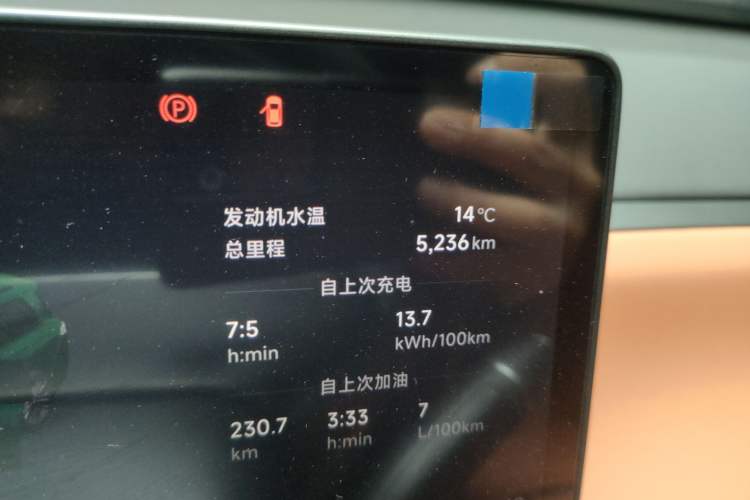 P
发动机水温 14℃
总里程 5,236 km
自上次充电
7:5 13.7
h:min kWh/100km
自上次加油
230.7 3:33 7
km h:min L/100km